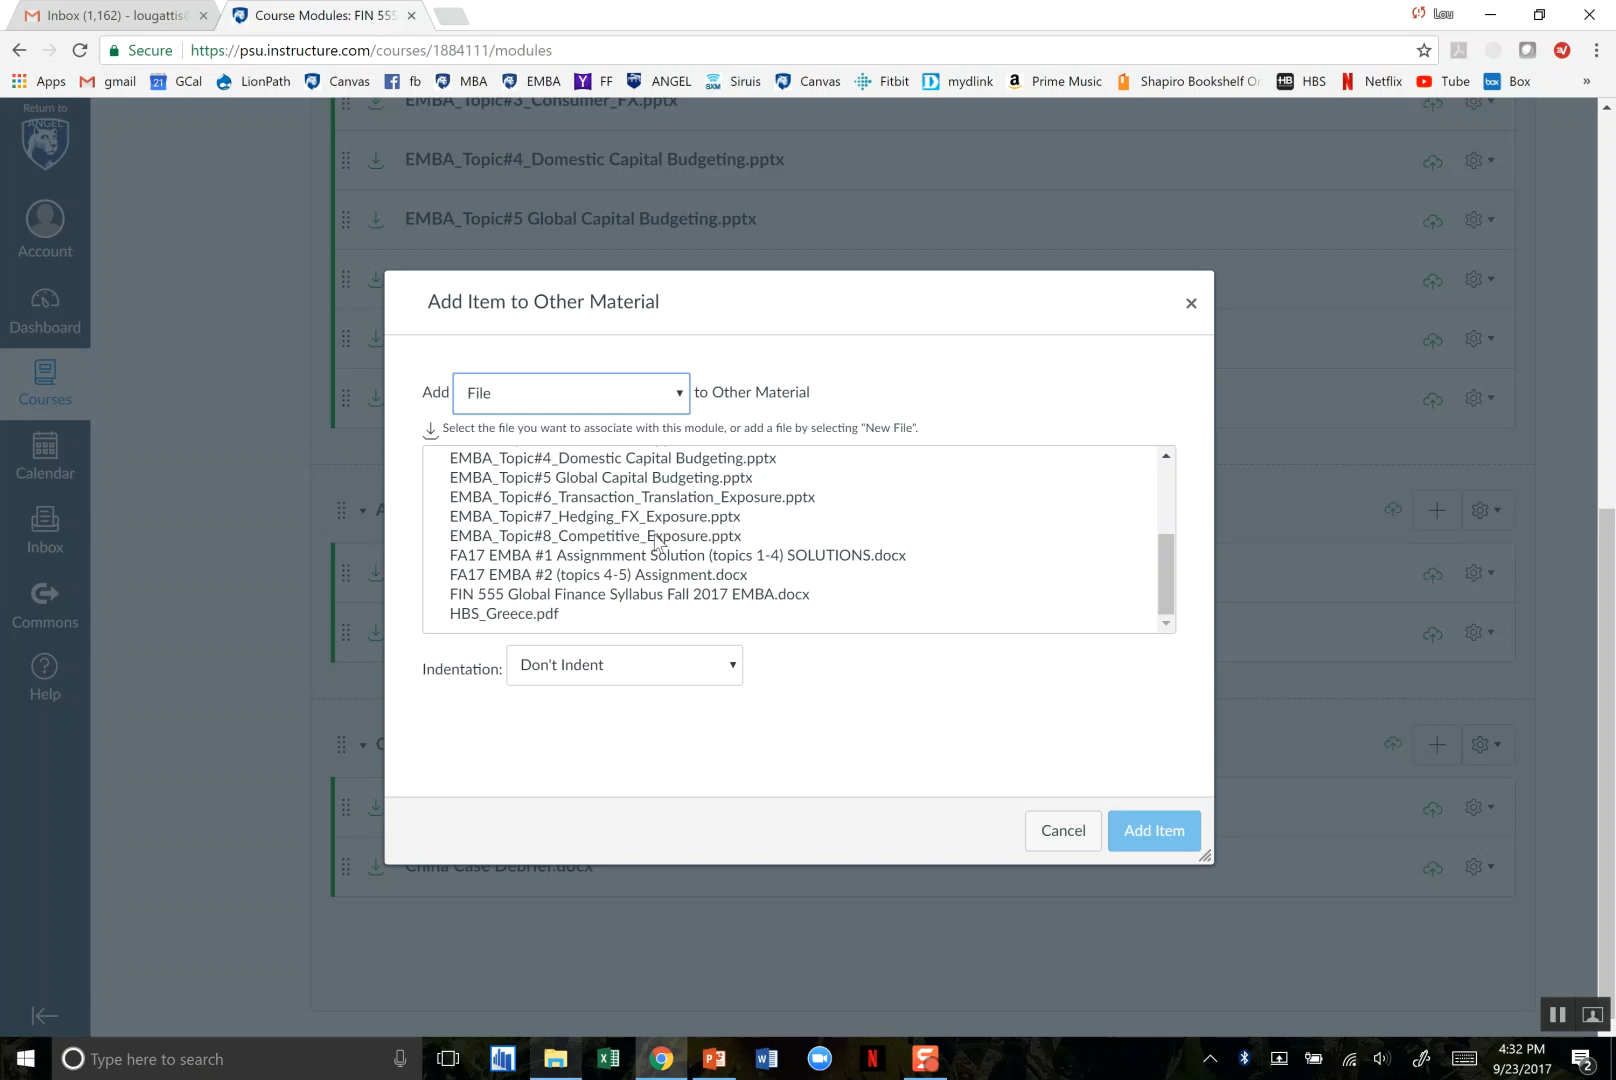 Inbox (1,162) - lougattis@
Course Modules: FIN 555
Lou
Secure
https://psu.instructure.com/courses/1884111/modules
Apps
gmail
GCal
LionPath
Canvas
fb
MBA
EMBA
FF
ANGEL
Siruis
Canvas
Fitbit
mydlink
Prime Music
Shapiro Bookshelf On
HBS
Netflix
Tube
Box
»
Return to
ANGEL
EMBA_Topic#3_Consumer_FX.pptx
EMBA_Topic#4_Domestic Capital Budgeting.pptx
EMBA_Topic#5 Global Capital Budgeting.pptx
Account
Dashboard
Courses
Calendar
Inbox
Commons
Help
Add Item to Other Material
Add File to Other Material
Select the file you want to associate with this module, or add a file by selecting "New File".
EMBA_Topic#4_Domestic Capital Budgeting.pptx
EMBA_Topic#5 Global Capital Budgeting.pptx
EMBA_Topic#6_Transaction_Translation_Exposure.pptx
EMBA_Topic#7_Hedging_FX_Exposure.pptx
EMBA_Topic#8_Competitive_Exposure.pptx
FA17 EMBA #1 Assignmment Solution (topics 1-4) SOLUTIONS.docx
FA17 EMBA #2 (topics 4-5) Assignment.docx
FIN 555 Global Finance Syllabus Fall 2017 EMBA.docx
HBS_Greece.pdf
Indentation: Don't Indent
Cancel
Add Item
China Case Debrief.docx
Type here to search
4:32 PM
9/23/2017
2